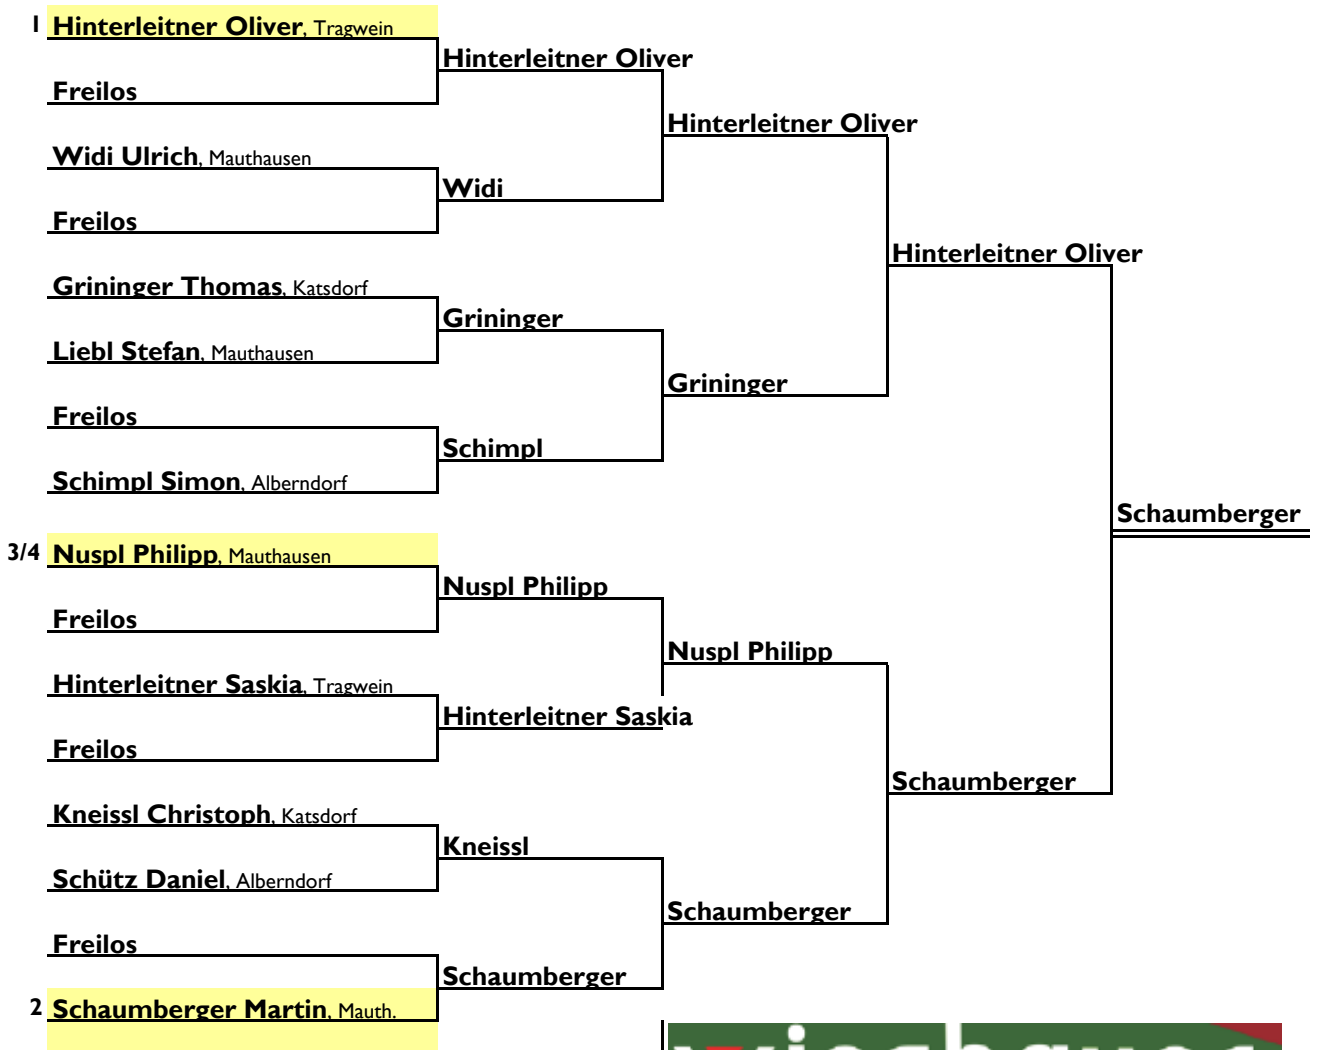 1 Hinterleitner Oliver, Tragwein
Hinterleitner Oliver
Freilos
Hinterleitner Oliver
Widi Ulrich, Mauthausen
Widi
Freilos
Hinterleitner Oliver
Grininger Thomas, Katsdorf
Grininger
Liebl Stefan, Mauthausen
Grininger
Freilos
Schimpl
Schimpl Simon, Alberndorf
Schaumberger
3/4 Nuspl Philipp, Mauthausen
Nuspl Philipp
Freilos
Nuspl Philipp
Hinterleitner Saskia, Tragwein
Hinterleitner Saskia
Freilos
Schaumberger
Kneissl Christoph, Katsdorf
Kneissl
Schütz Daniel, Alberndorf
Schaumberger
Freilos
Schaumberger
2 Schaumberger Martin, Mauth.